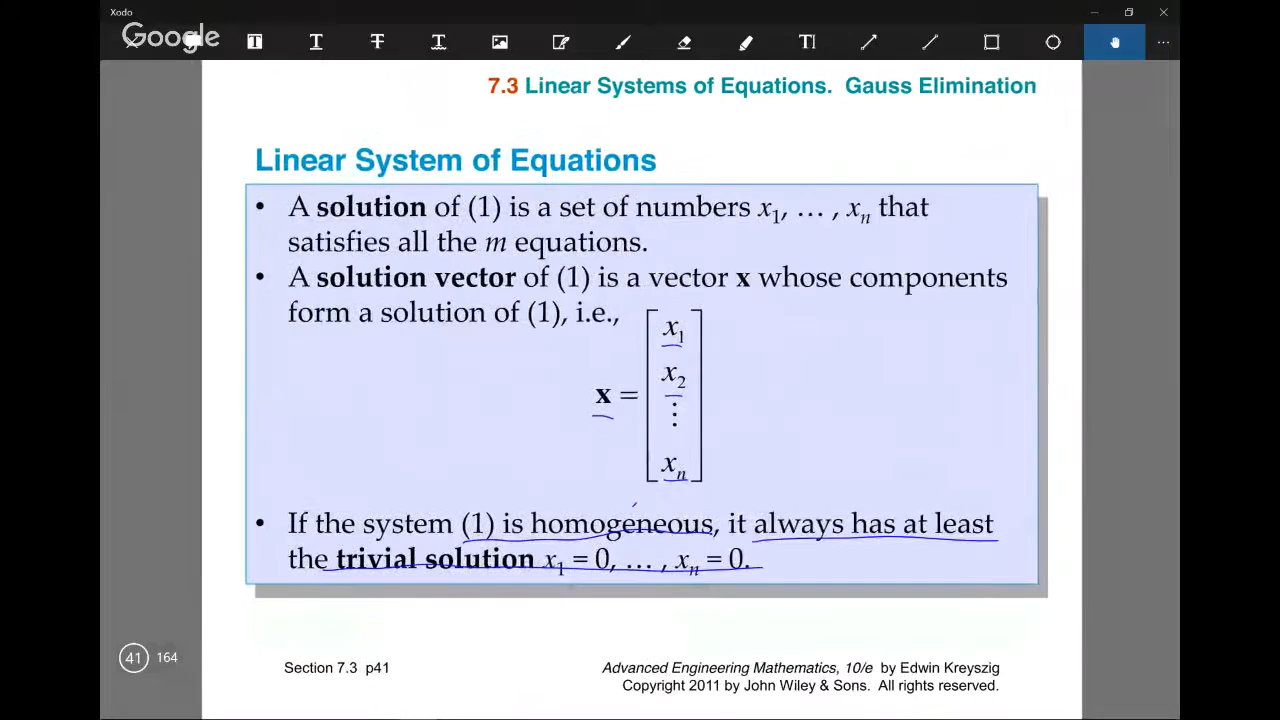 Xodo
Google
7.3 Linear Systems of Equations. Gauss Elimination
Linear System of Equations
• A solution of (1) is a set of numbers x₁, … , xₙ that
satisfies all the m equations.
• A solution vector of (1) is a vector x whose components
form a solution of (1), i.e.,
x₁
x₂
x =
⋮
xₙ
• If the system (1) is homogeneous, it always has at least
the trivial solution x₁ = 0, … , xₙ = 0.
41 164
Section 7.3 p41
Advanced Engineering Mathematics, 10/e by Edwin Kreyszig
Copyright 2011 by John Wiley & Sons. All rights reserved.